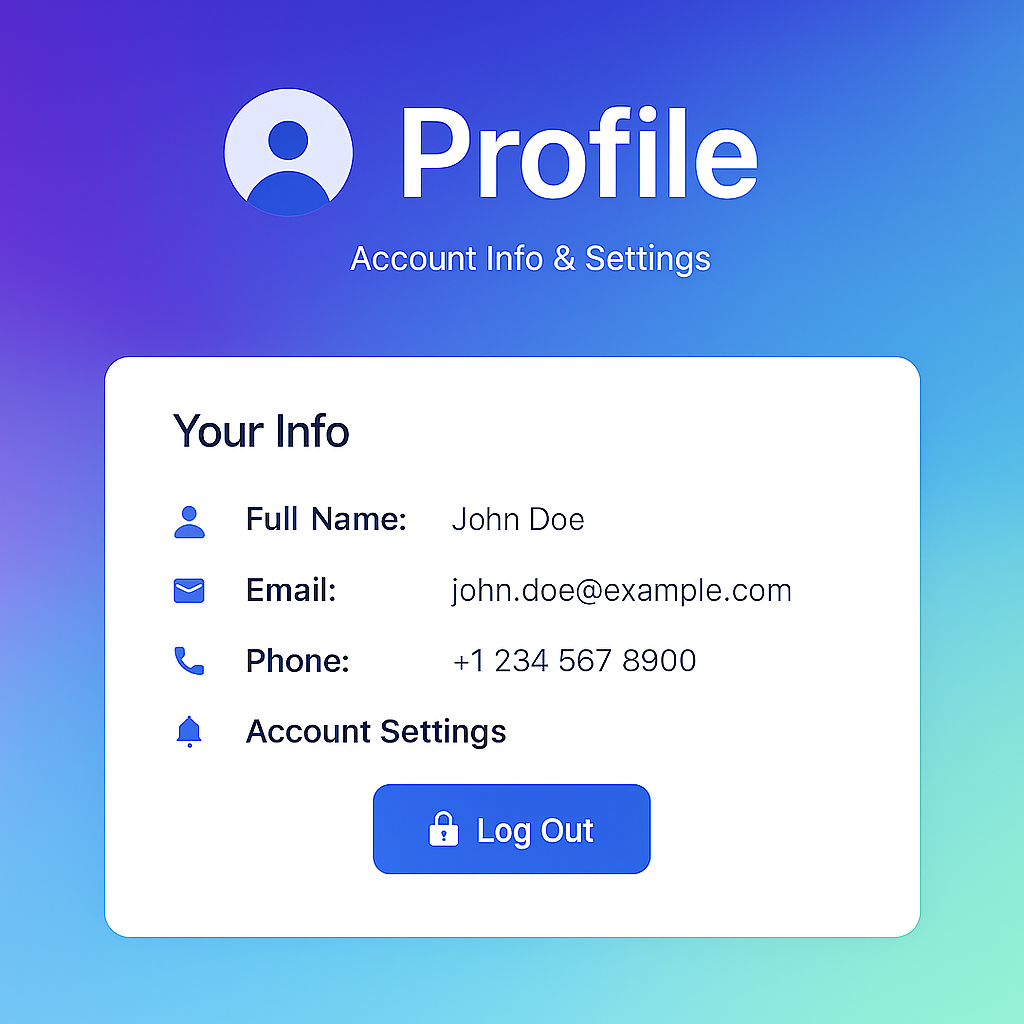 Profile
Account Info & Settings
Your Info
Full Name: John Doe
Email: john.doe@example.com
Phone: +1 234 567 8900
Account Settings
Log Out